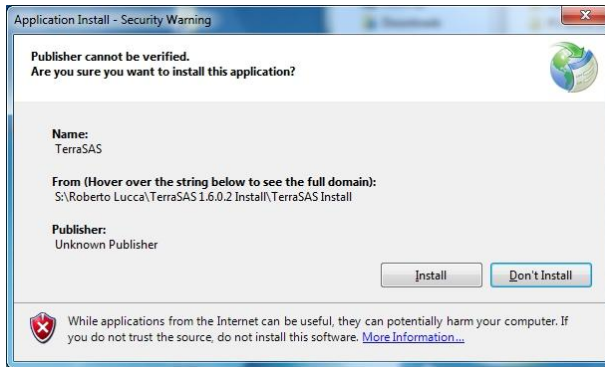 Application Install - Security Warning
Publisher cannot be verified.
Are you sure you want to install this application?
Name:
TerraSAS
From (Hover over the string below to see the full domain):
S:\Roberto Lucca\TerraSAS 1.6.0.2 Install\TerraSAS Install
Publisher:
Unknown Publisher
Install
Don't Install
While applications from the Internet can be useful, they can potentially harm your computer. If
you do not trust the source, do not install this software. More Information...